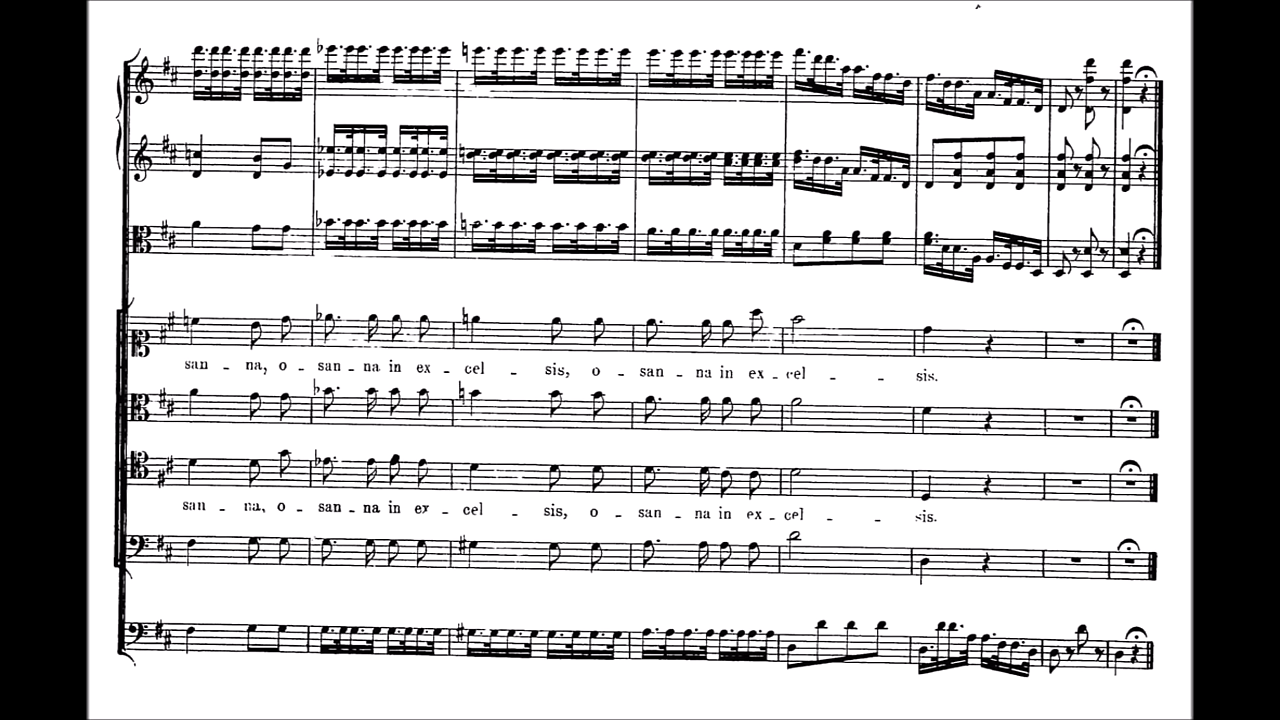 san - na, o - san - na in ex - cel - sis, o - san - na in ex - cel - - sis.
san - na, o - san - na in ex - cel - sis, o - san - na in ex - cel - - sis.